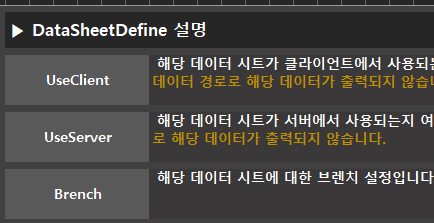 ▶ DataSheetDefine 설명
UseClient
해당 데이터 시트가 클라이언트에서 사용되는
데이터 경로로 해당 데이터가 출력되지 않습니
UseServer
해당 데이터 시트가 서버에서 사용되는지 여
로 해당 데이터가 출력되지 않습니다.
Brench
해당 데이터 시트에 대한 브렌치 설정입니다